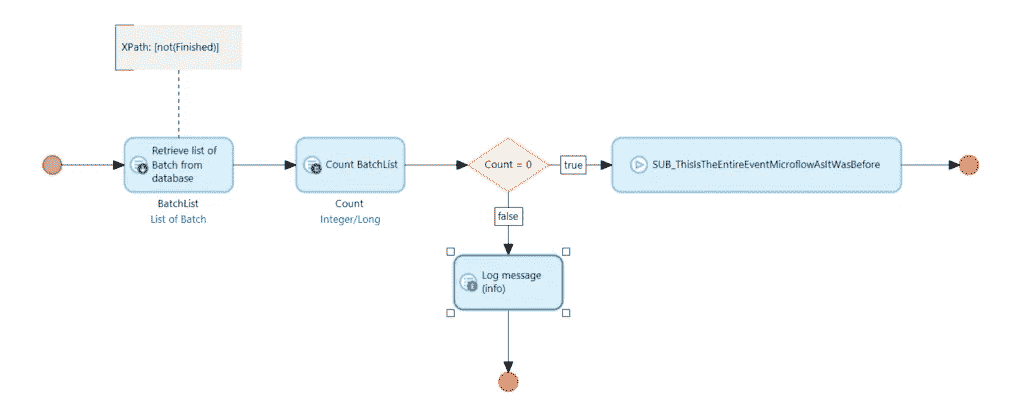 XPath: [not(Finished)]
Retrieve list of
Batch from
database
BatchList
List of Batch
Count BatchList
Count
Integer/Long
Count = 0
true
SUB_ThisIsTheEntireEventMicroflowAsItWasBefore
false
Log message
(info)